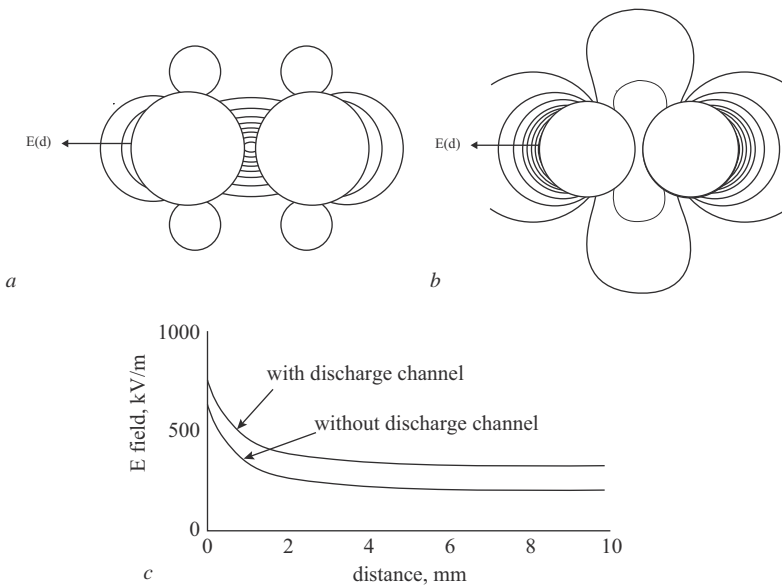 E(d)
E(d)
a
b
1000
with discharge channel
E field, kV/m
500
without discharge channel
0
0 2 4 6 8 10
c
distance, mm